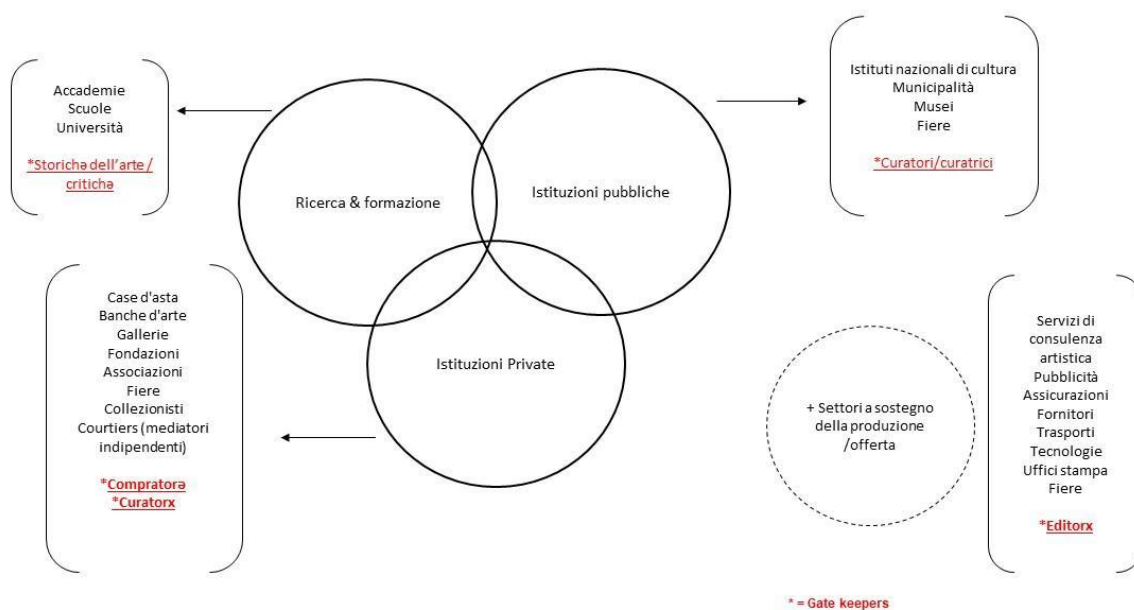 Accademie
Scuole
Università
*Storichə dell'arte /
critichə
Ricerca & formazione
Istituzioni pubbliche
Istituti nazionali di cultura
Municipalità
Musei
Fiere
*Curatori/curatrici
Case d'asta
Banche d'arte
Gallerie
Fondazioni
Associazioni
Fiere
Collezionisti
Courtiers (mediatori
indipendenti)
*Compratorə
*Curatorx
Istituzioni Private
+ Settori a sostegno
della produzione
/offerta
Servizi di
consulenza
artistica
Pubblicità
Assicurazioni
Fornitori
Trasporti
Tecnologie
Uffici stampa
Fiere
*Editorx
* = Gate keepers